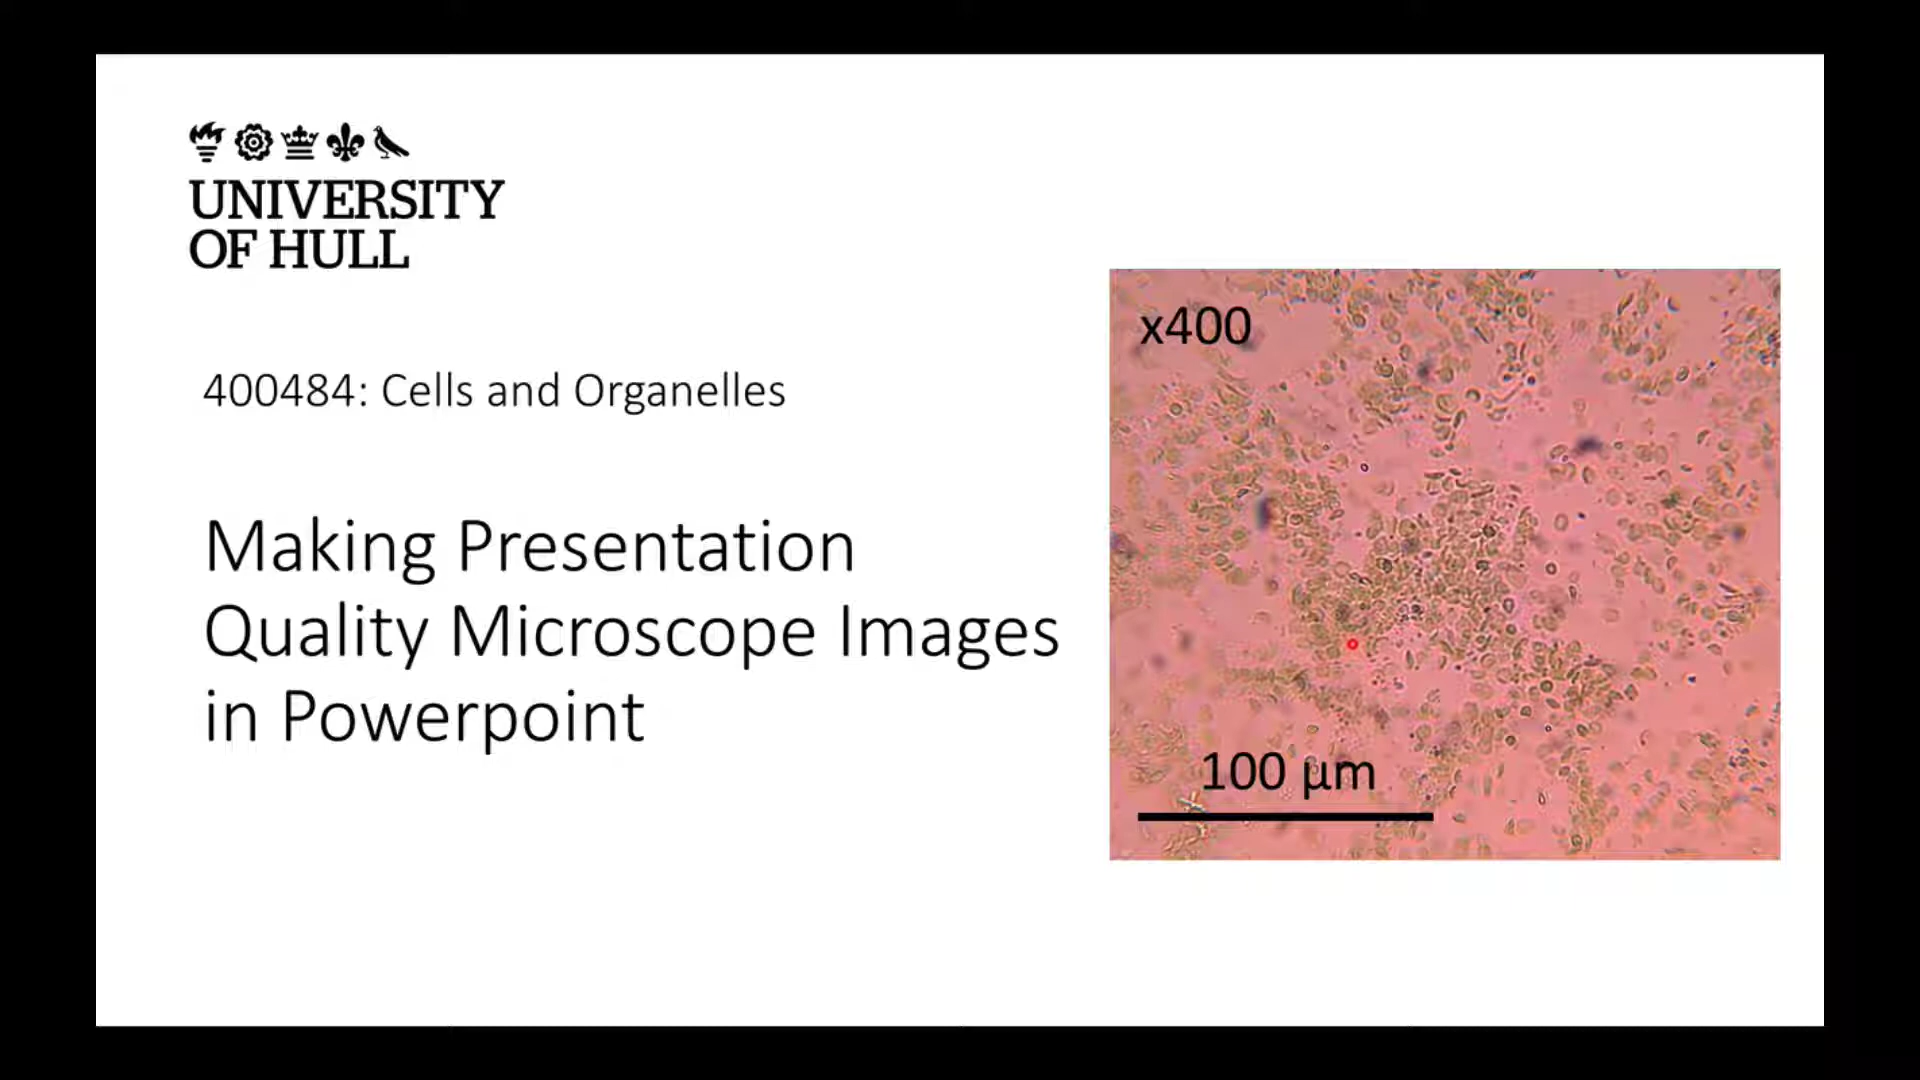 UNIVERSITY
OF HULL
400484: Cells and Organelles
Making Presentation
Quality Microscope Images
in Powerpoint
x400
100 µm